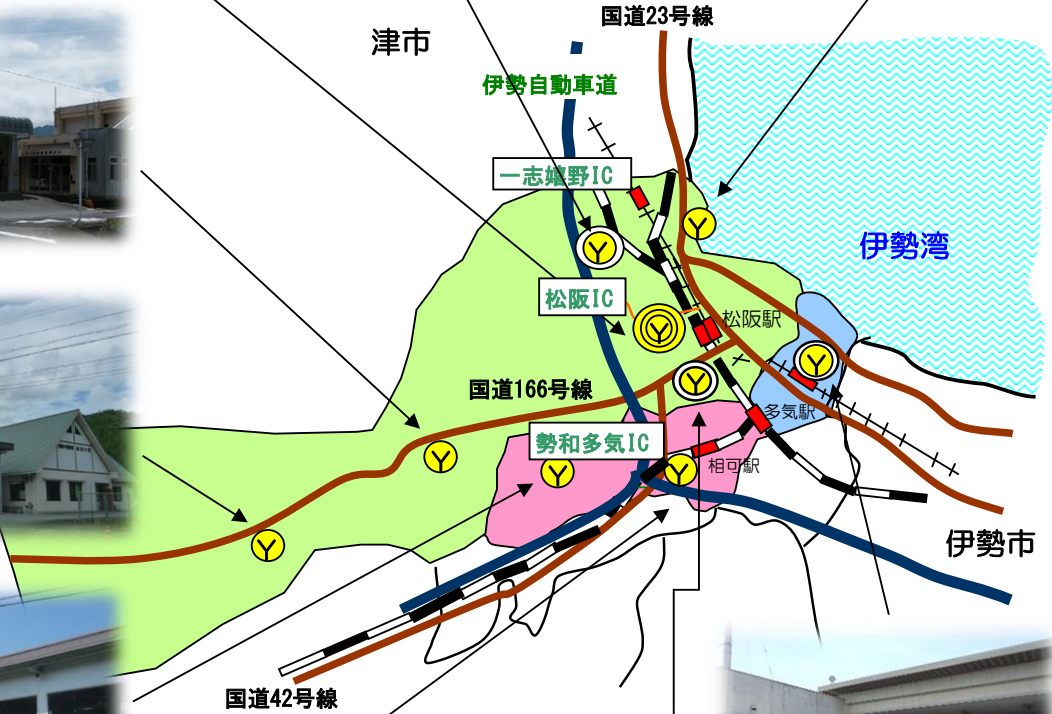 国道23号線
津市
伊勢自動車道
一志嬉野IC
伊勢湾
松阪IC
松阪駅
国道166号線
多気駅
勢和多気IC
相可駅
伊勢市
国道42号線